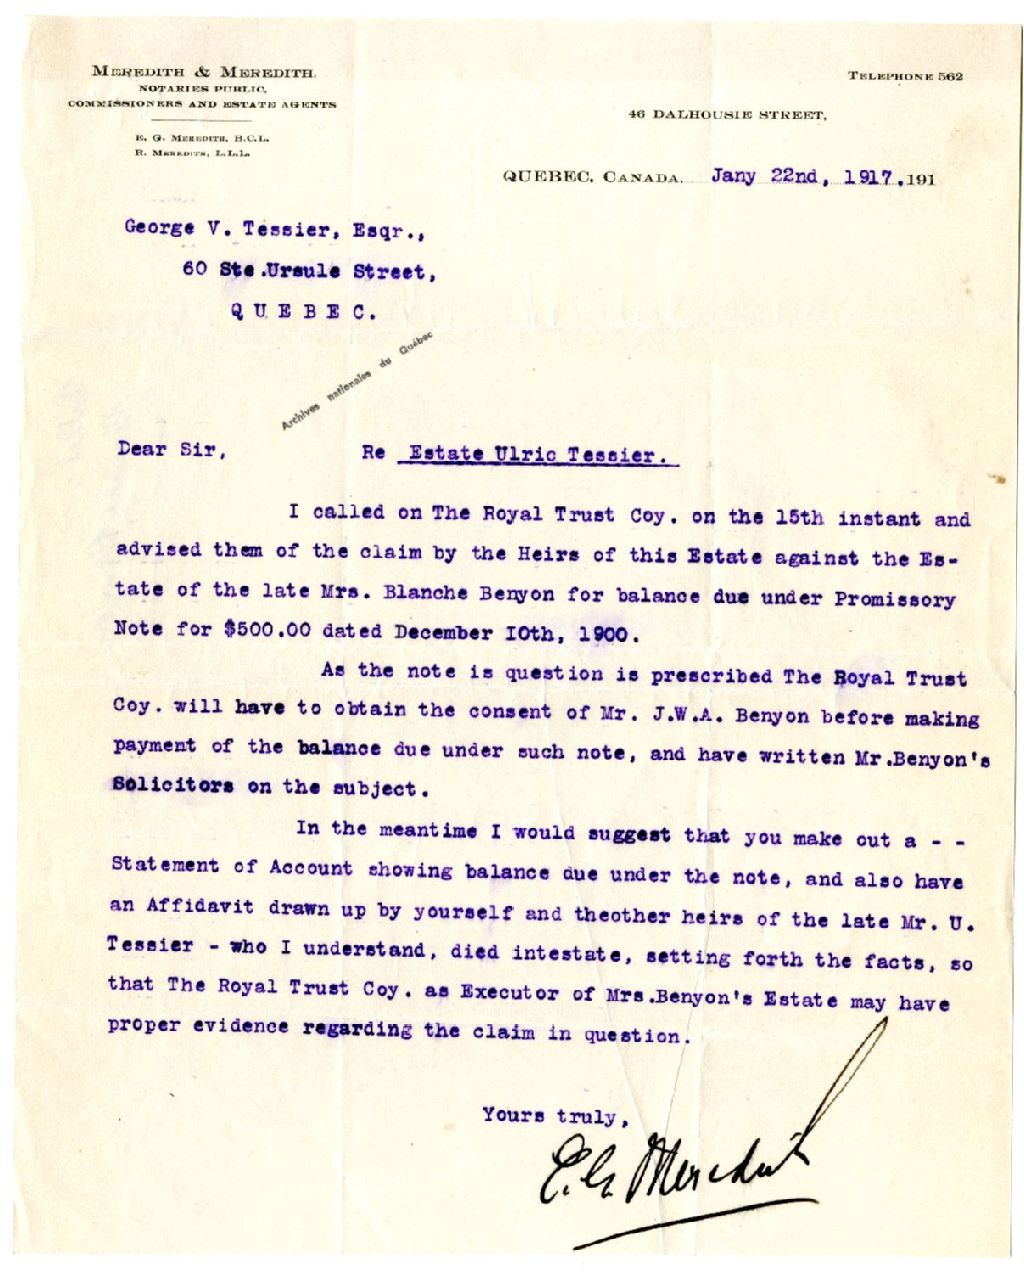 MEREDITH & MEREDITH.
NOTARIES PUBLIC,
COMMISSIONERS AND ESTATE AGENTS
E. G. MEREDITH, B.C.L.
R. MEREDITH, L.L.L.
TELEPHONE 562
46 DALHOUSIE STREET,
QUEBEC, CANADA. Jany 22nd, 1917.191
George V. Tessier, Esqr.,
60 Ste.Ursule Street,
Q U E B E C.
Archives nationales du Québec
Dear Sir, Re Estate Ulric Tessier.
I called on The Royal Trust Coy. on the 15th instant and
advised them of the claim by the Heirs of this Estate against the Es-
tate of the late Mrs. Blanche Benyon for balance due under Promissory
Note for $500.00 dated December 10th, 1900.
As the note is question is prescribed The Royal Trust
Coy. will have to obtain the consent of Mr. J.W.A. Benyon before making
payment of the balance due under such note, and have written Mr.Benyon's
Solicitors on the subject.
In the meantime I would suggest that you make out a - -
Statement of Account showing balance due under the note, and also have
an Affidavit drawn up by yourself and theother heirs of the late Mr. U.
Tessier - who I understand, died intestate, setting forth the facts, so
that The Royal Trust Coy. as Executor of Mrs.Benyon's Estate may have
proper evidence regarding the claim in question.
Yours truly,
E. G. Meredith